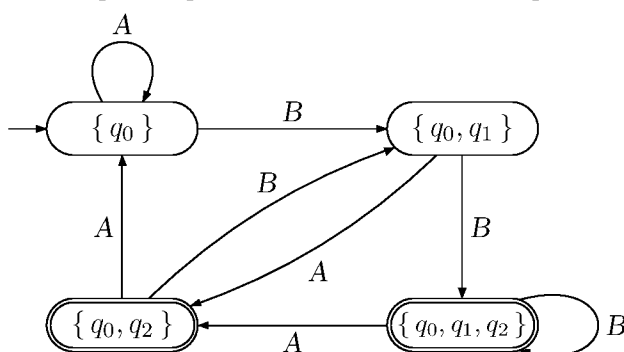 A
{ q₀ } B { q₀, q₁ }
A B A B
{ q₀, q₂ } A { q₀, q₁, q₂ } B